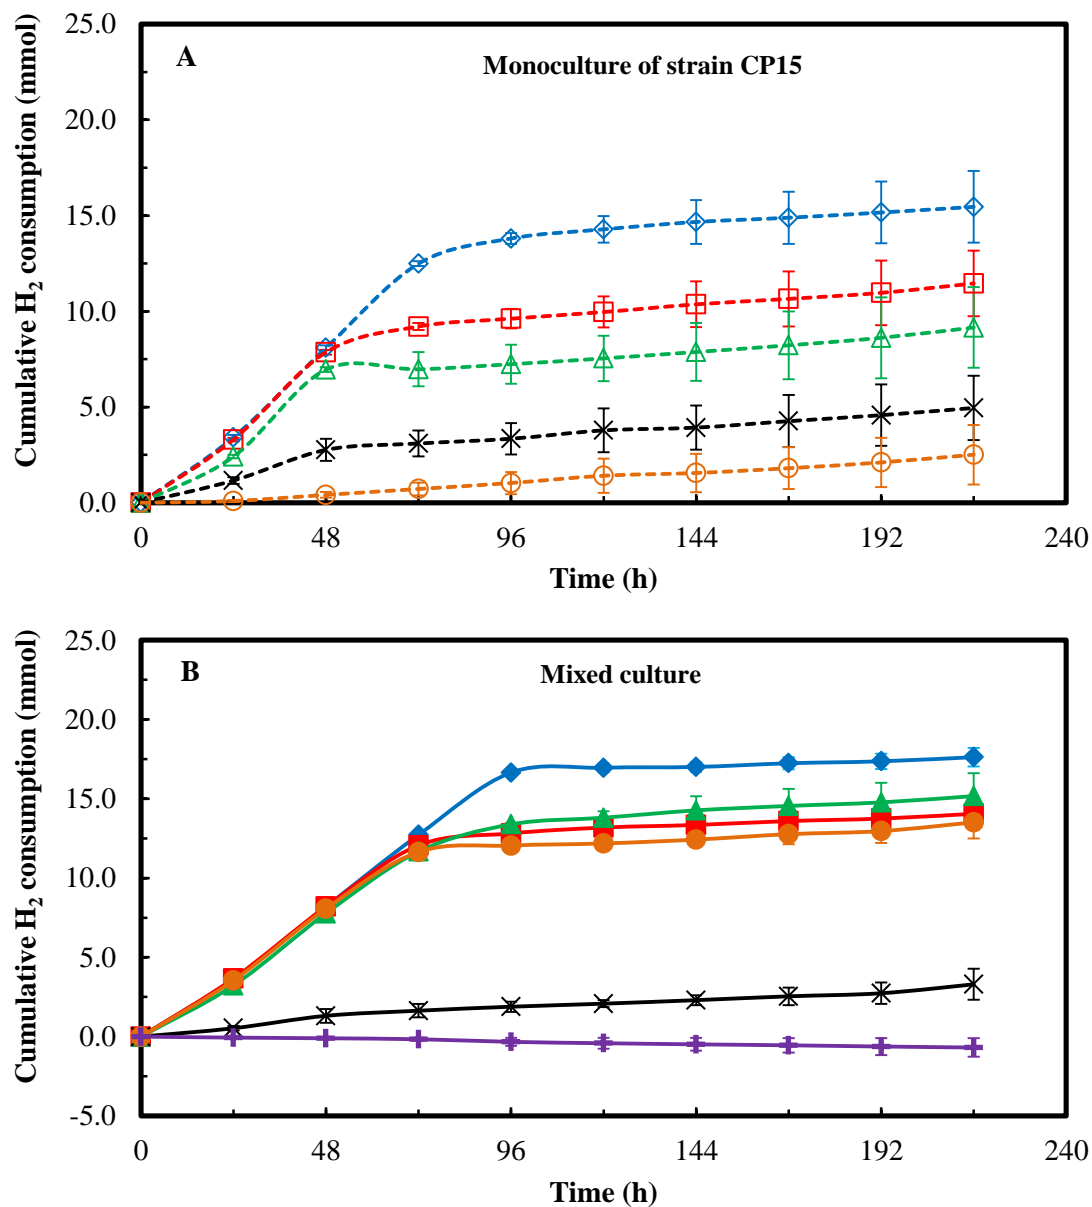 A
Monoculture of strain CP15
Cumulative H₂ consumption (mmol)
25.0
20.0
15.0
10.0
5.0
0.0
0 48 96 144 192 240
Time (h)
B
Mixed culture
Cumulative H₂ consumption (mmol)
25.0
20.0
15.0
10.0
5.0
0.0
-5.0
0 48 96 144 192 240
Time (h)